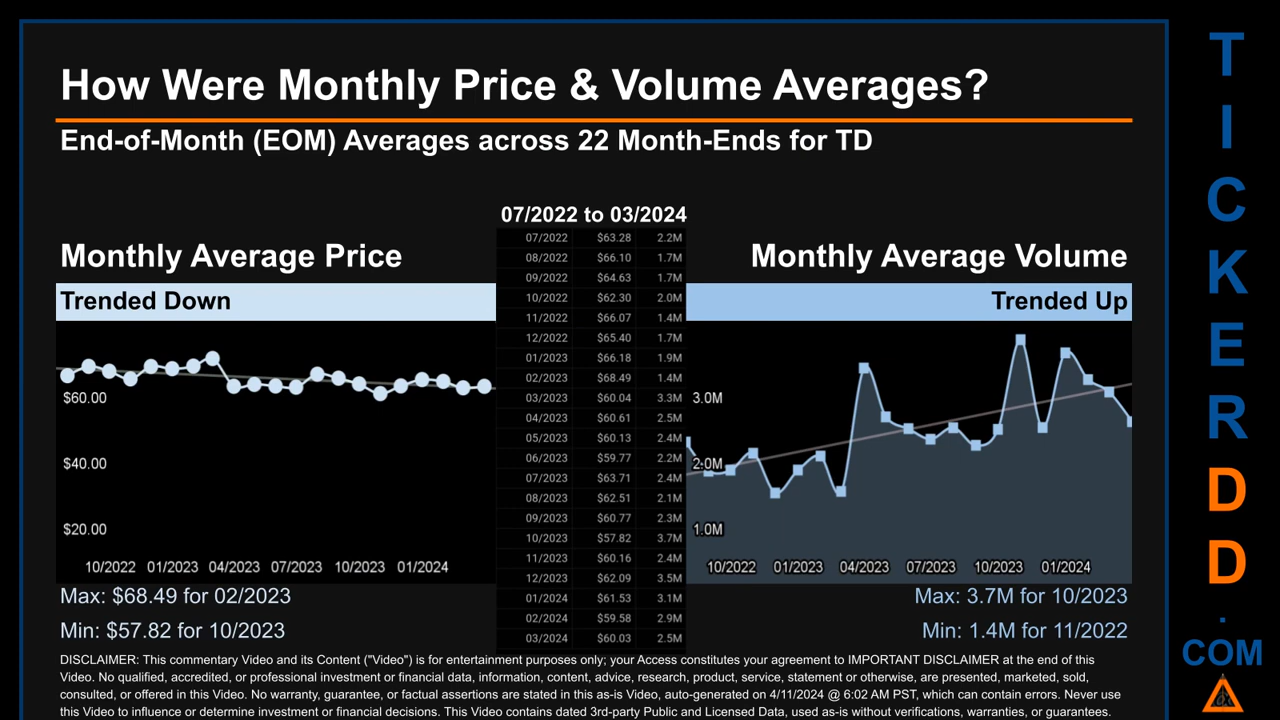 How Were Monthly Price & Volume Averages?
End-of-Month (EOM) Averages across 22 Month-Ends for TD
07/2022 to 03/2024
Monthly Average Price
Trended Down
$60.00
$40.00
$20.00
10/2022 01/2023 04/2023 07/2023 10/2023 01/2024
Max: $68.49 for 02/2023
Min: $57.82 for 10/2023
07/2022 $63.28 2.2M
08/2022 $66.10 1.7M
09/2022 $64.63 1.7M
10/2022 $62.30 2.0M
11/2022 $66.07 1.4M
12/2022 $65.40 1.7M
01/2023 $66.18 1.9M
02/2023 $68.49 1.4M
03/2023 $60.04 3.3M
04/2023 $60.61 2.5M
05/2023 $60.13 2.4M
06/2023 $59.77 2.2M
07/2023 $63.71 2.4M
08/2023 $62.51 2.1M
09/2023 $60.77 2.3M
10/2023 $57.82 3.7M
11/2023 $60.16 2.4M
12/2023 $62.09 3.5M
01/2024 $61.53 3.1M
02/2024 $59.58 2.9M
03/2024 $60.03 2.5M
Monthly Average Volume
Trended Up
3.0M
2.0M
1.0M
10/2022 01/2023 04/2023 07/2023 10/2023 01/2024
Max: 3.7M for 10/2023
Min: 1.4M for 11/2022
DISCLAIMER: This commentary Video and its Content ("Video") is for entertainment purposes only; your Access constitutes your agreement to IMPORTANT DISCLAIMER at the end of this
Video. No qualified, accredited, or professional investment or financial data, information, content, advice, research, product, service, statement or otherwise, are presented, marketed, sold,
consulted, or offered in this Video. No warranty, guarantee, or factual assertions are stated in this as-is Video, auto-generated on 4/11/2024 @ 6:02 AM PST, which can contain errors. Never use
this Video to influence or determine investment or financial decisions. This Video contains dated 3rd-party Public and Licensed Data, used as-is without verifications, warranties, or guarantees.
T
I
C
K
E
R
D
D
.
COM